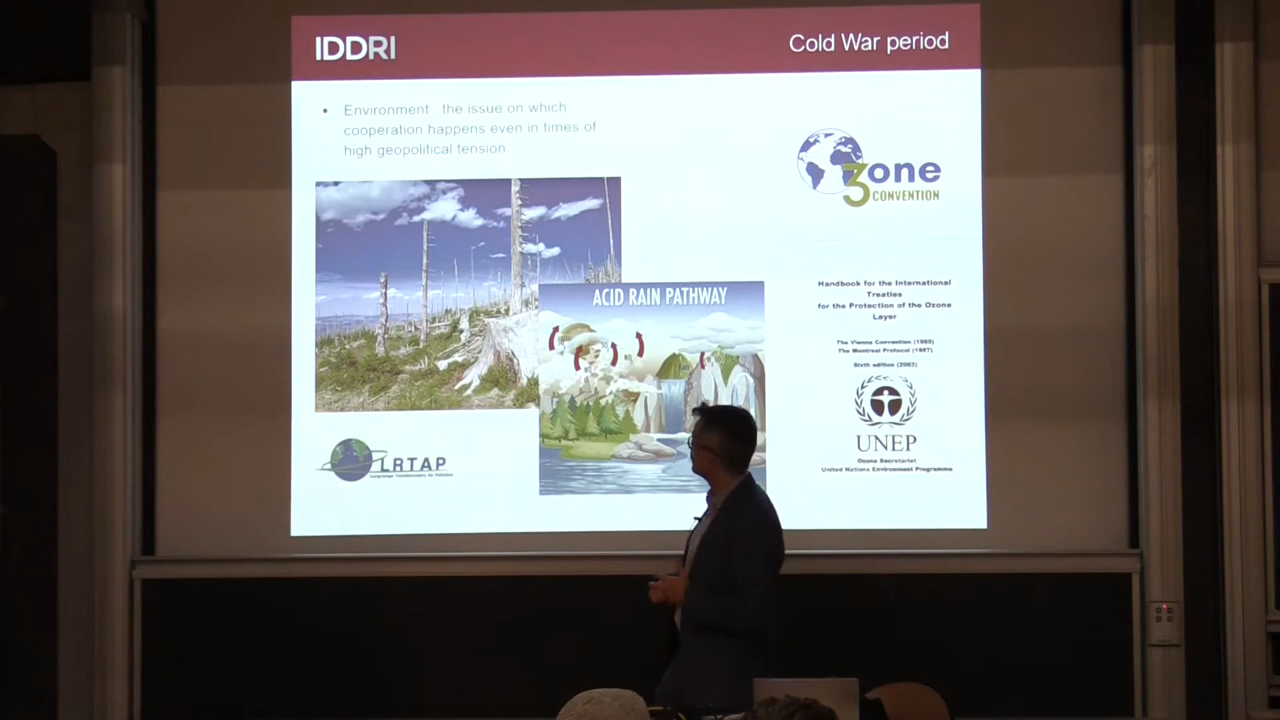 IDDRI
Cold War period
Environment : the issue on which
cooperation happens even in times of
high geopolitical tension
3one
CONVENTION
ACID RAIN PATHWAY
Handbook for the International
Treaties
for the Protection of the Ozone
Layer
The Vienna Convention (1985)
The Montreal Protocol (1987)
Sixth edition (2003)
UNEP
Ozone Secretariat
United Nations Environment Programme
LRTAP